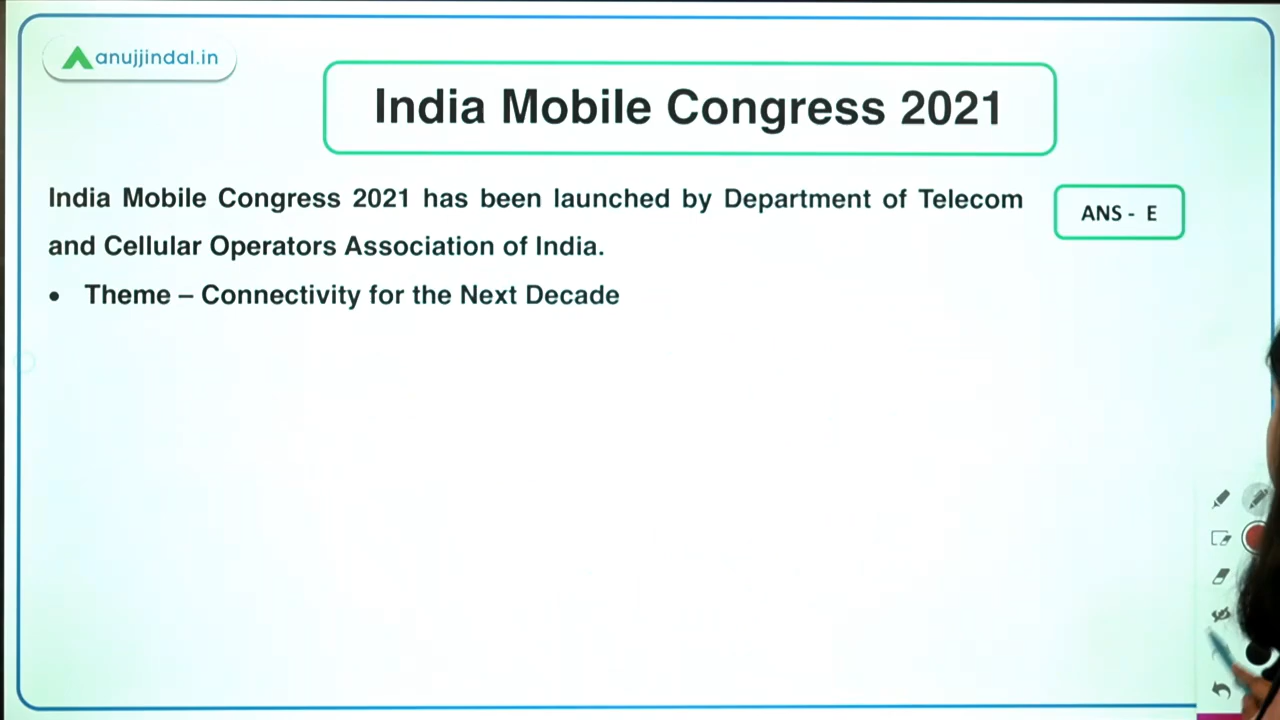 anujjindal.in
India Mobile Congress 2021
India Mobile Congress 2021 has been launched by Department of Telecom
ANS - E
and Cellular Operators Association of India.
• Theme – Connectivity for the Next Decade